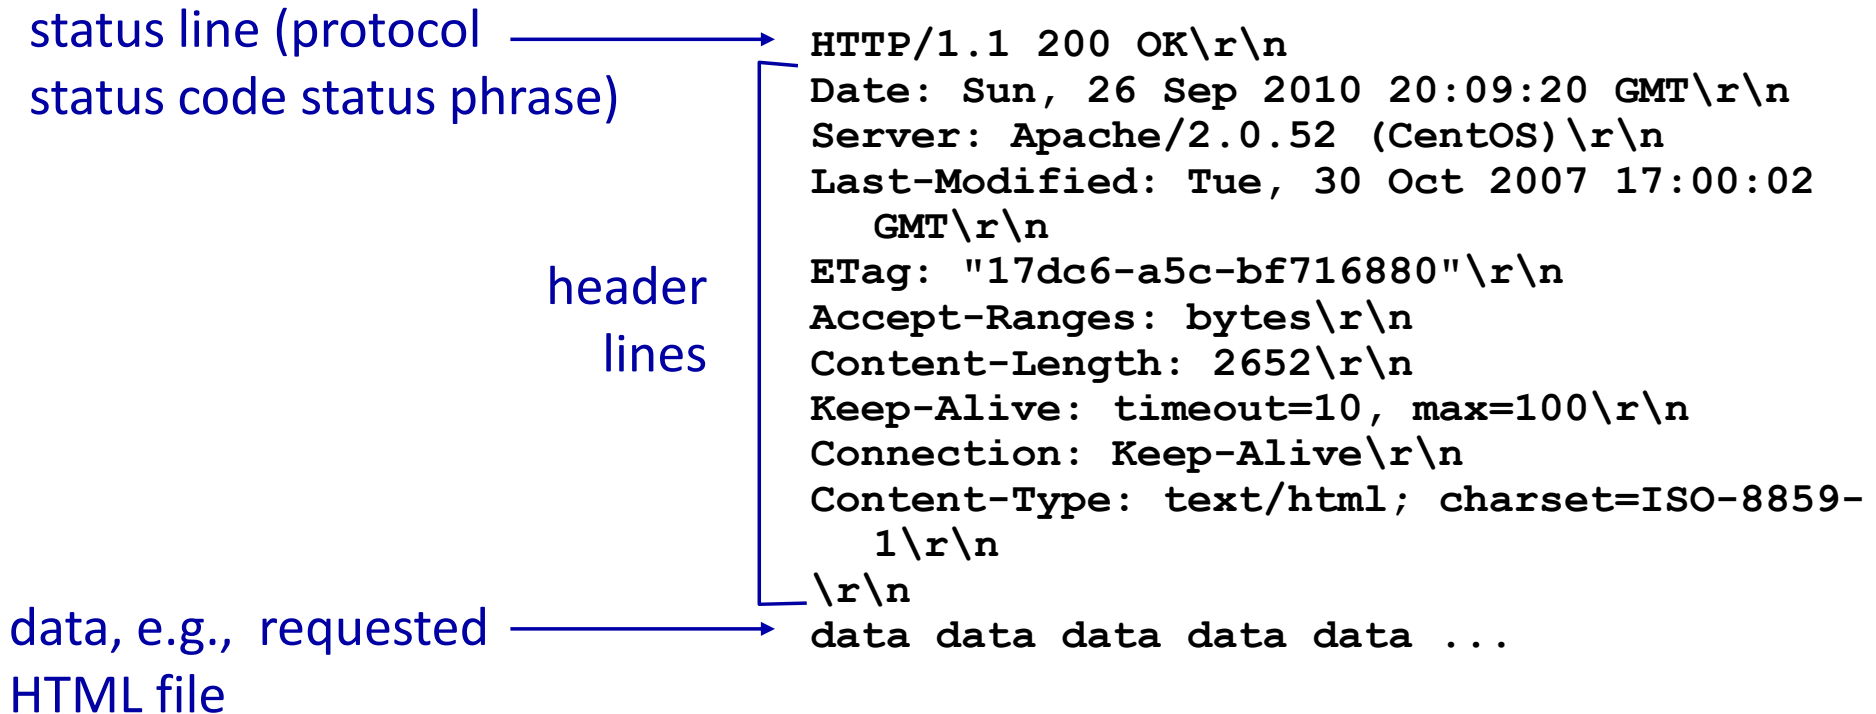 status line (protocol
status code status phrase)
header
lines
data, e.g.,  requested
HTML file
HTTP/1.1 200 OK\r\n
Date: Sun, 26 Sep 2010 20:09:20 GMT\r\n
Server: Apache/2.0.52 (CentOS)\r\n
Last-Modified: Tue, 30 Oct 2007 17:00:02
GMT\r\n
ETag: "17dc6-a5c-bf716880"\r\n
Accept-Ranges: bytes\r\n
Content-Length: 2652\r\n
Keep-Alive: timeout=10, max=100\r\n
Connection: Keep-Alive\r\n
Content-Type: text/html; charset=ISO-8859-
1\r\n
\r\n
data data data data data ...